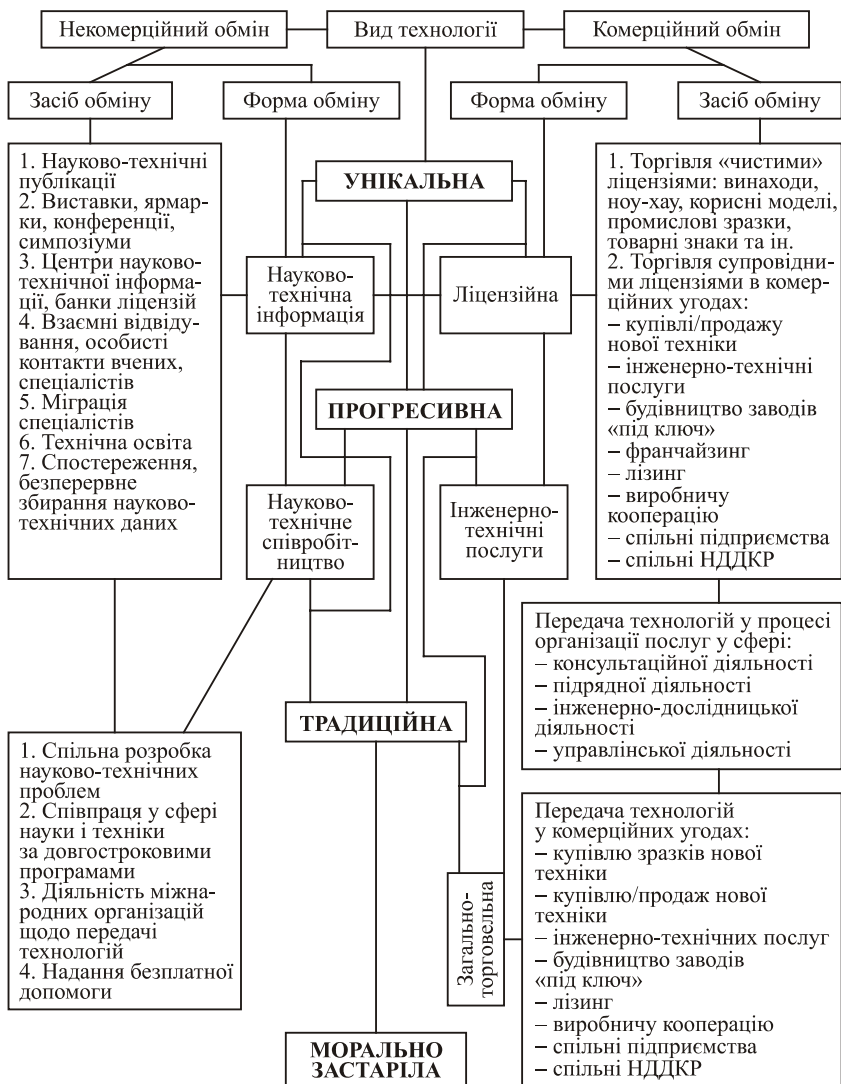 Некомерційний обмін
Вид технології
Комерційний обмін
Засіб обміну
Форма обміну
Форма обміну
Засіб обміну
1. Науково-технічні
публікації
2. Виставки, ярмар-
ки, конференції,
симпозіуми
3. Центри науково-
технічної інформа-
ції, банки ліцензій
4. Взаємні відвіду-
вання, особисті
контакти вчених,
спеціалістів
5. Міграція
спеціалістів
6. Технічна освіта
7. Спостереження,
безперервне
збирання науково-
технічних даних
УНІКАЛЬНА
Науково-
технічна
інформація
Ліцензійна
1. Торгівля «чистими»
ліцензіями: винаходи,
ноу-хау, корисні моделі,
промислові зразки,
товарні знаки та ін.
2. Торгівля супровідни-
ми ліцензіями в комер-
ційних угодах:
– купівлі/продажу
нової техніки
– інженерно-технічні
послуги
– будівництво заводів
«під ключ»
– франчайзинг
– лізинг
– виробничу
кооперацію
– спільні підприємства
– спільні НДДКР
ПРОГРЕСИВНА
Науково-
технічне
співробіт-
ництво
Інженерно-
технічні
послуги
Передача технологій у процесі
організації послуг у сфері:
– консультаційної діяльності
– підрядної діяльності
– інженерно-дослідницької
діяльності
– управлінської діяльності
ТРАДИЦІЙНА
1. Спільна розробка
науково-технічних
проблем
2. Співпраця у сфері
науки і техніки
за довгостроковими
програмами
3. Діяльність міжна-
родних організацій
щодо передачі
технологій
4. Надання безплатної
допомоги
Загально-
торговельна
Передача технологій
у комерційних угодах:
– купівлю зразків нової
техніки
– купівлю/продаж нової
техніки
– інженерно-технічних послуг
– будівництво заводів
«під ключ»
– лізинг
– виробничу кооперацію
– спільні підприємства
– спільні НДДКР
МОРАЛЬНО
ЗАСТАРІЛА